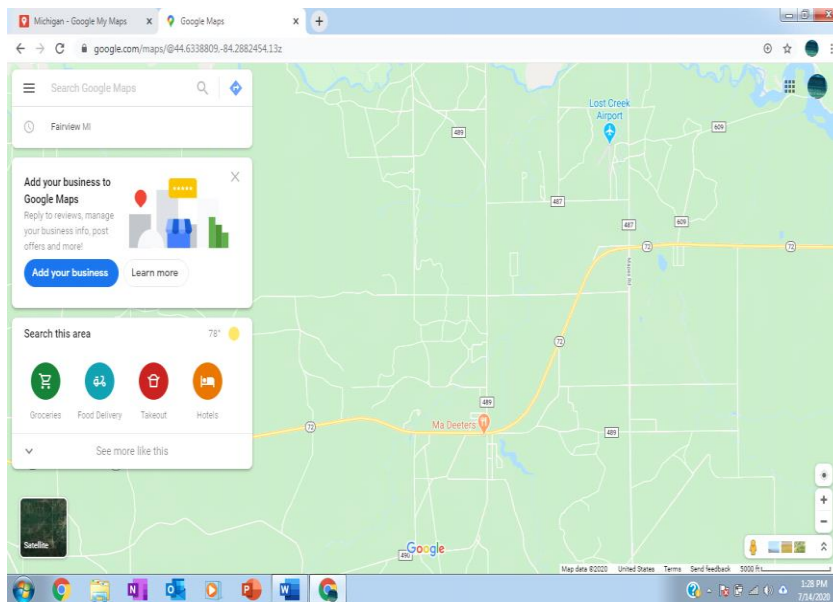 Michigan - Google My Maps
Google Maps
google.com/maps/@44.6338809,-84.2882454,13z
Search Google Maps
Fairview MI
Add your business to
Google Maps
Reply to reviews, manage
your business info, post
offers and more!
Add your business
Learn more
Search this area
78°
Groceries
Food Delivery
Takeout
Hotels
See more like this
Satellite
Lost Creek
Airport
489
609
487
487
609
72
72
72
489
Ma Deeters
72
489
490
Google
Map data ©2020
United States
Terms
Send feedback
5000 ft
1:28 PM
7/14/2020